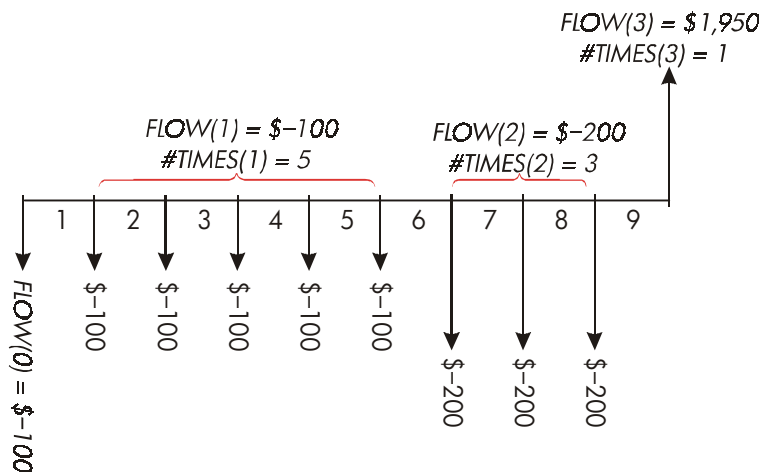 FLOW(3) = $1,950
#TIMES(3) = 1
FLOW(1) = $–100
#TIMES(1) = 5
FLOW(2) = $–200
#TIMES(2) = 3
1 2 3 4 5 6 7 8 9
FLOW(0) = $–100
$–100
$–100
$–100
$–100
$–100
$–200
$–200
$–200